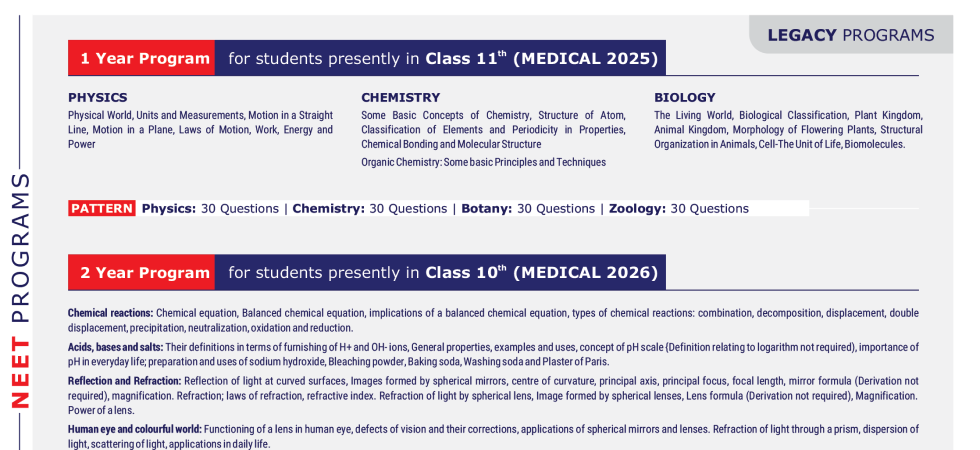 LEGACY PROGRAMS
1 Year Program for students presently in Class 11th (MEDICAL 2025)
PHYSICS
Physical World, Units and Measurements, Motion in a Straight
Line, Motion in a Plane, Laws of Motion, Work, Energy and
Power
CHEMISTRY
Some Basic Concepts of Chemistry, Structure of Atom,
Classification of Elements and Periodicity in Properties,
Chemical Bonding and Molecular Structure
Organic Chemistry: Some basic Principles and Techniques
BIOLOGY
The Living World, Biological Classification, Plant Kingdom,
Animal Kingdom, Morphology of Flowering Plants, Structural
Organization in Animals, Cell-The Unit of Life, Biomolecules.
PATTERN Physics: 30 Questions | Chemistry: 30 Questions | Botany: 30 Questions | Zoology: 30 Questions
2 Year Program for students presently in Class 10th (MEDICAL 2026)
Chemical reactions: Chemical equation, Balanced chemical equation, implications of a balanced chemical equation, types of chemical reactions: combination, decomposition, displacement, double
displacement, precipitation, neutralization, oxidation and reduction.
Acids, bases and salts: Their definitions in terms of furnishing of H+ and OH- ions, General properties, examples and uses, concept of pH scale (Definition relating to logarithm not required), importance of
pH in everyday life; preparation and uses of sodium hydroxide, Bleaching powder, Baking soda, Washing soda and Plaster of Paris.
Reflection and Refraction: Reflection of light at curved surfaces, Images formed by spherical mirrors, centre of curvature, principal axis, principal focus, focal length, mirror formula (Derivation not
required), magnification. Refraction; laws of refraction, refractive index. Refraction of light by spherical lens, Image formed by spherical lenses, Lens formula (Derivation not required), Magnification.
Power of a lens.
Human eye and colourful world: Functioning of a lens in human eye, defects of vision and their corrections, applications of spherical mirrors and lenses. Refraction of light through a prism, dispersion of
light, scattering of light, applications in daily life.
NEET PROGRAMS